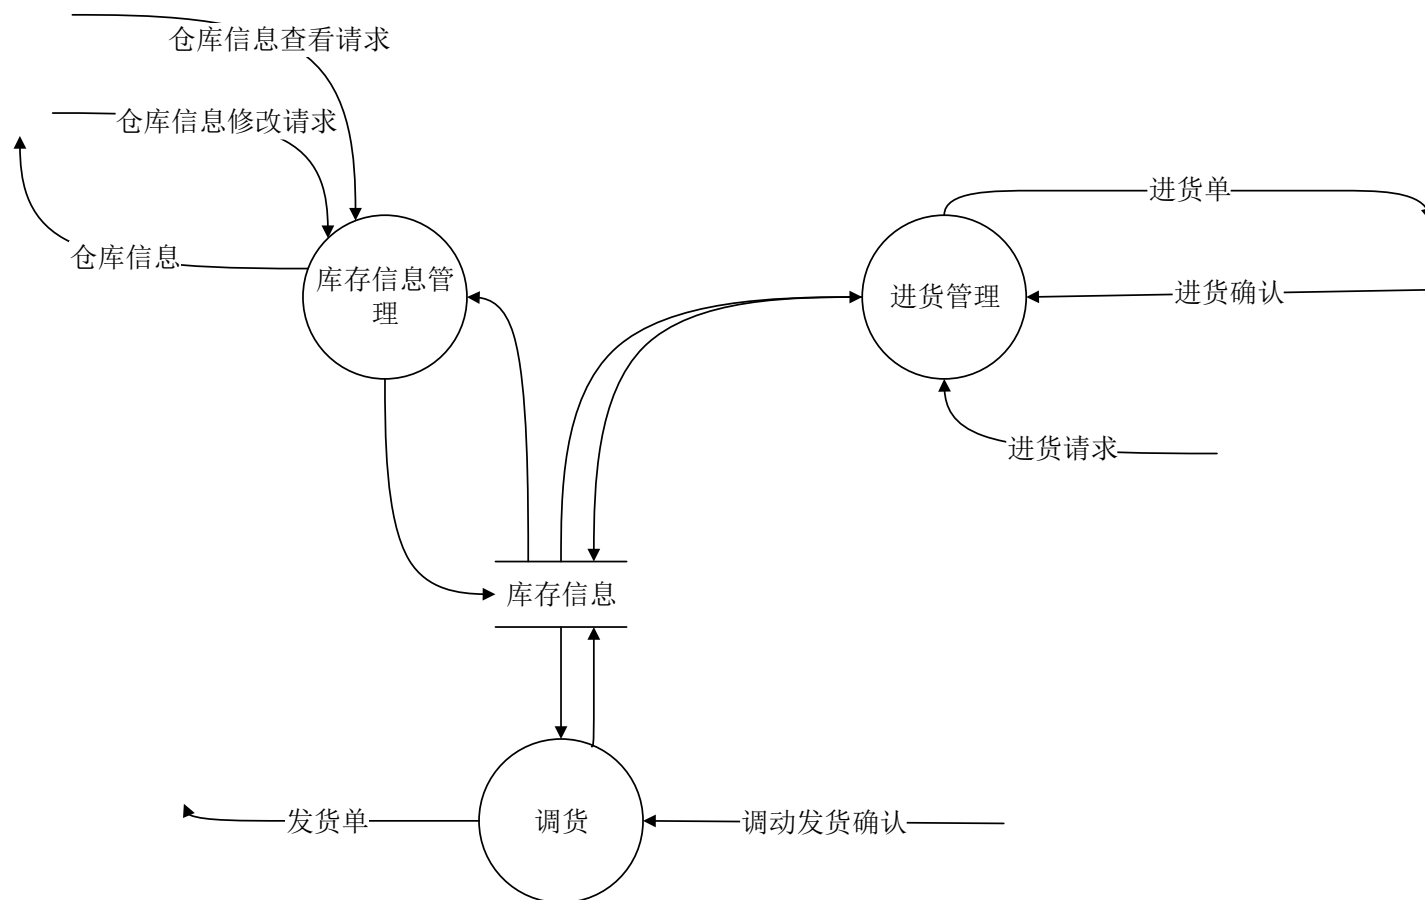 仓库信息查看请求
仓库信息修改请求
进货单
仓库信息
库存信息管
理
进货管理
进货确认
进货请求
库存信息
发货单
调货
调动发货确认